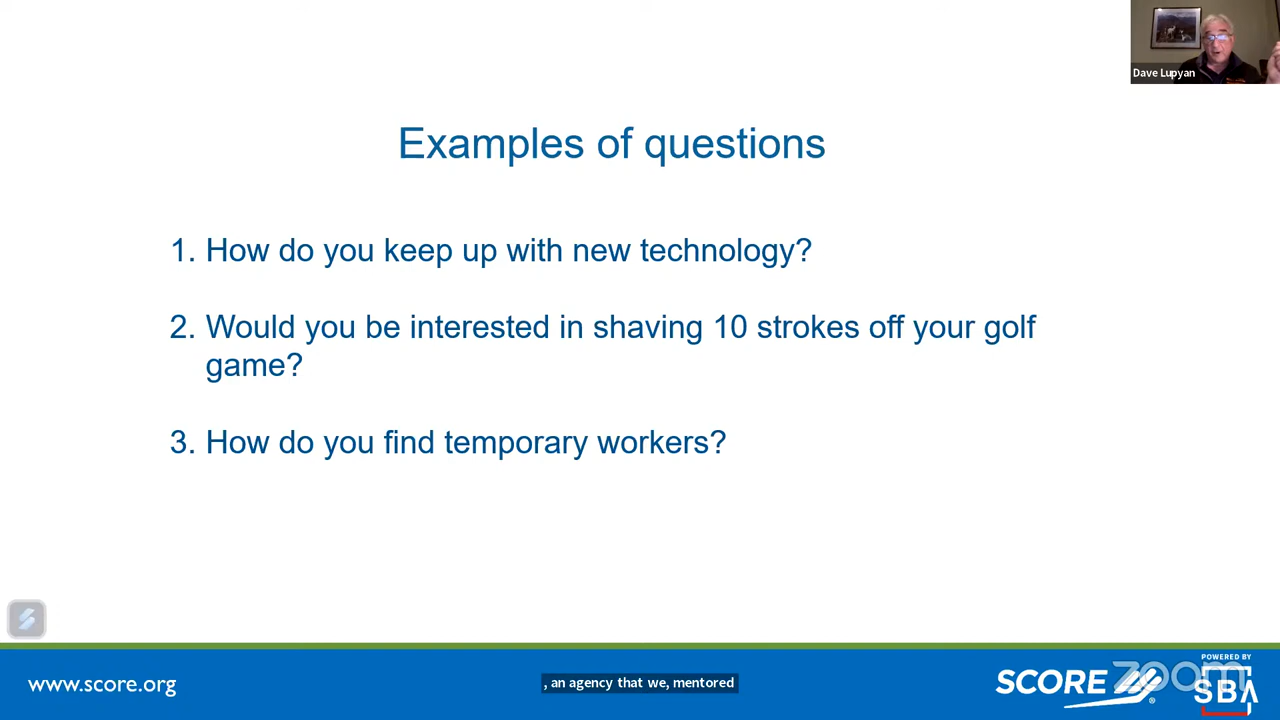 Dave Lupyan
Examples of questions
1. How do you keep up with new technology?
2. Would you be interested in shaving 10 strokes off your golf
game?
3. How do you find temporary workers?
www.score.org
, an agency that we, mentored
SCORE
®
zoom
POWERED BY
SBA